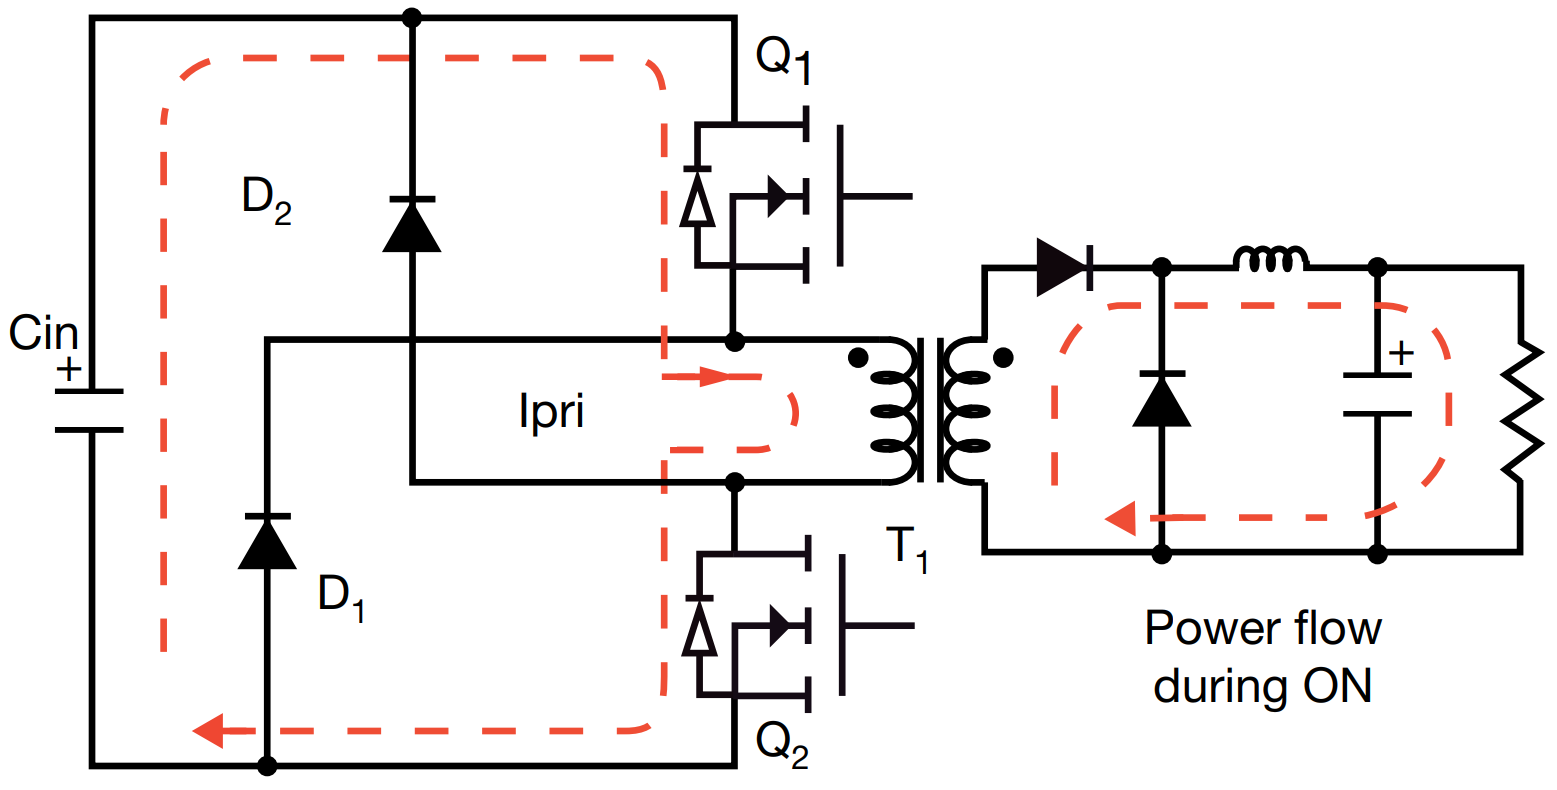 Q1
D2
Cin
+
+
Ipri
T1
D1
Power flow
during ON
Q2